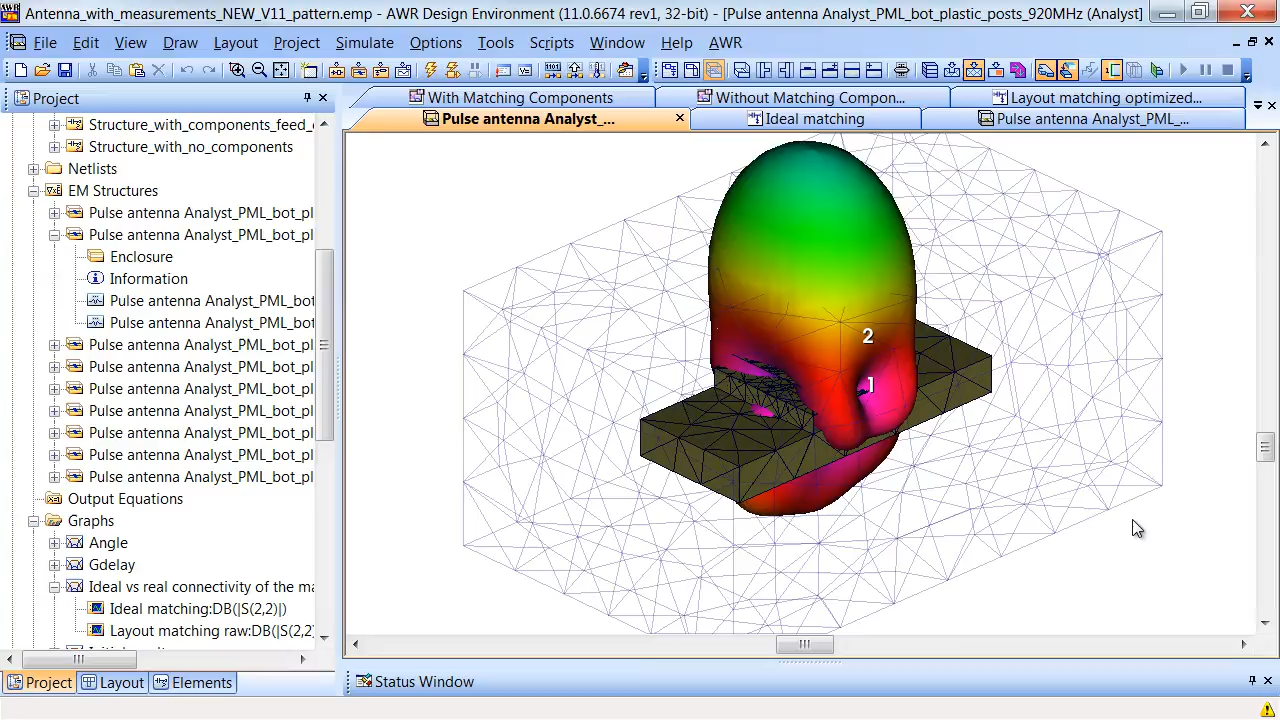 Antenna_with_measurements_NEW_V11_pattern.emp - AWR Design Environment (11.0.6674 rev1, 32-bit) - [Pulse antenna Analyst_PML_bot_plastic_posts_920MHz (Analyst]
File Edit View Draw Layout Project Simulate Options Tools Scripts Window Help AWR
Project
With Matching Components
Without Matching Compon...
Layout matching optimized...
Pulse antenna Analyst_...
Ideal matching
Pulse antenna Analyst_PML_...
Structure_with_components_feed_
Structure_with_no_components
Netlists
EM Structures
Pulse antenna Analyst_PML_bot_pl
Pulse antenna Analyst_PML_bot_pl
Enclosure
Information
Pulse antenna Analyst_PML_bot
Pulse antenna Analyst_PML_bot
Pulse antenna Analyst_PML_bot_pl
Pulse antenna Analyst_PML_bot_pl
Pulse antenna Analyst_PML_bot_pl
Pulse antenna Analyst_PML_bot_pl
Pulse antenna Analyst_PML_bot_pl
Pulse antenna Analyst_PML_bot_pl
Pulse antenna Analyst_PML_bot_pl
Output Equations
Graphs
Angle
Gdelay
Ideal vs real connectivity of the ma
Ideal matching:DB(|S(2,2)|)
Layout matching raw:DB(|S(2,2)
2
1
Project Layout Elements
Status Window